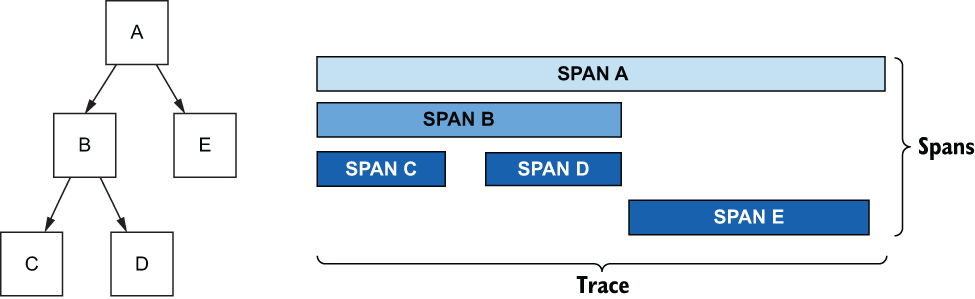 A
B
E
C
D
SPAN A
SPAN B
SPAN C
SPAN D
SPAN E
Spans
Trace